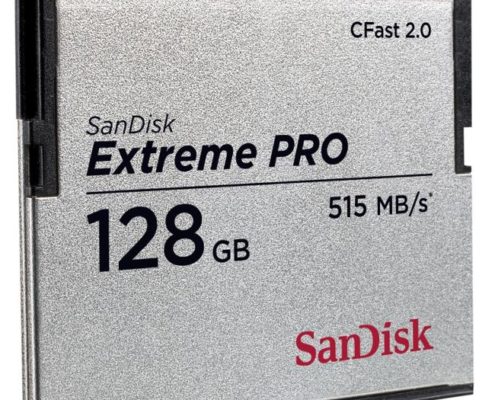 CFast 2.0
SanDisk
Extreme PRO
515 MB/s*
128 GB
SanDisk